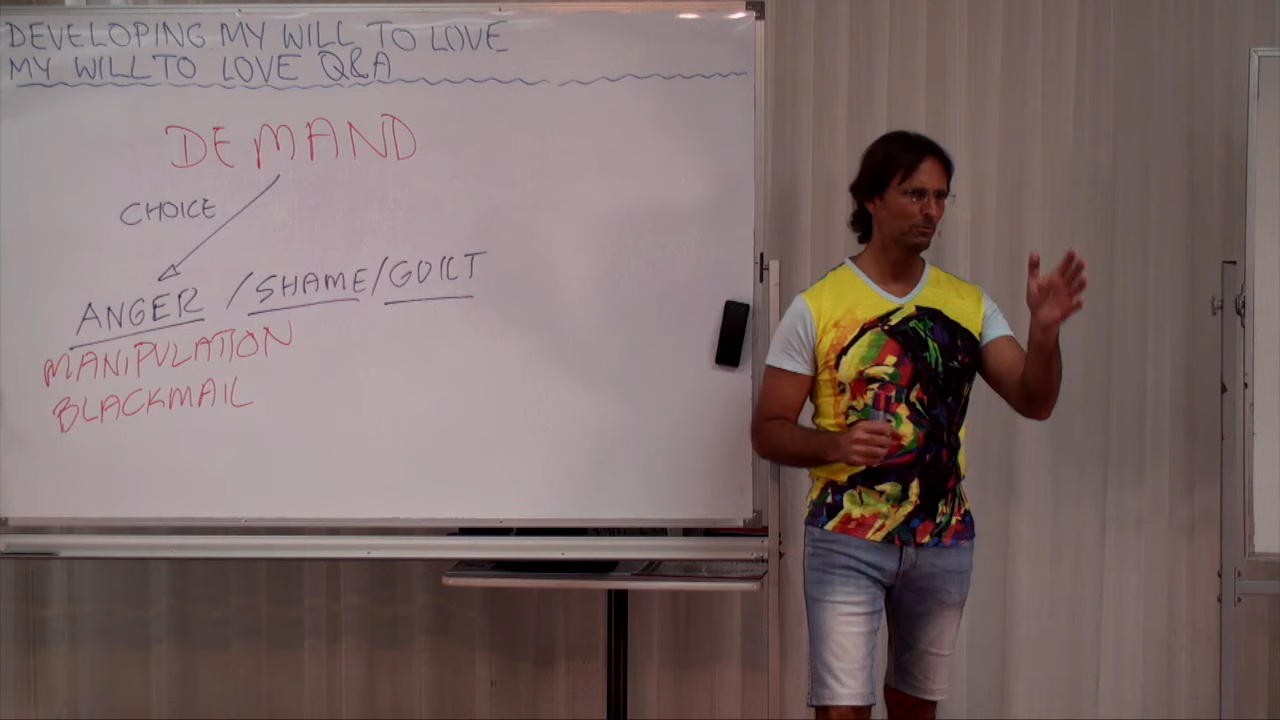 DEVELOPING MY WILL TO LOVE
MY WILL TO LOVE Q&A
DEMAND
CHOICE
ANGER / SHAME / GUILT
MANIPULATION
BLACKMAIL